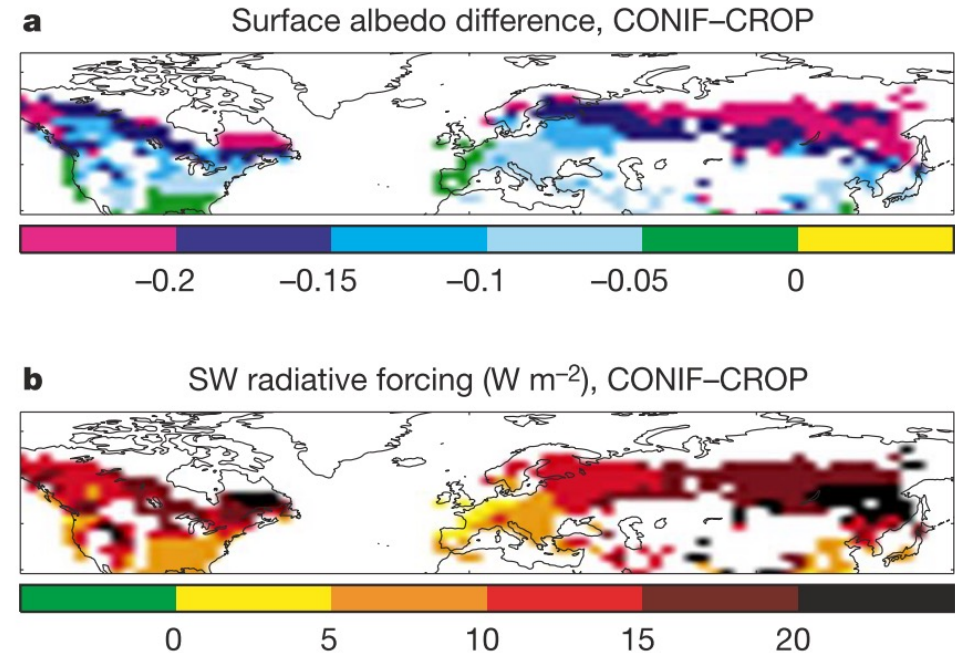 a Surface albedo difference, CONIF–CROP
–0.2 –0.15 –0.1 –0.05 0
b SW radiative forcing (W m–2), CONIF–CROP
0 5 10 15 20